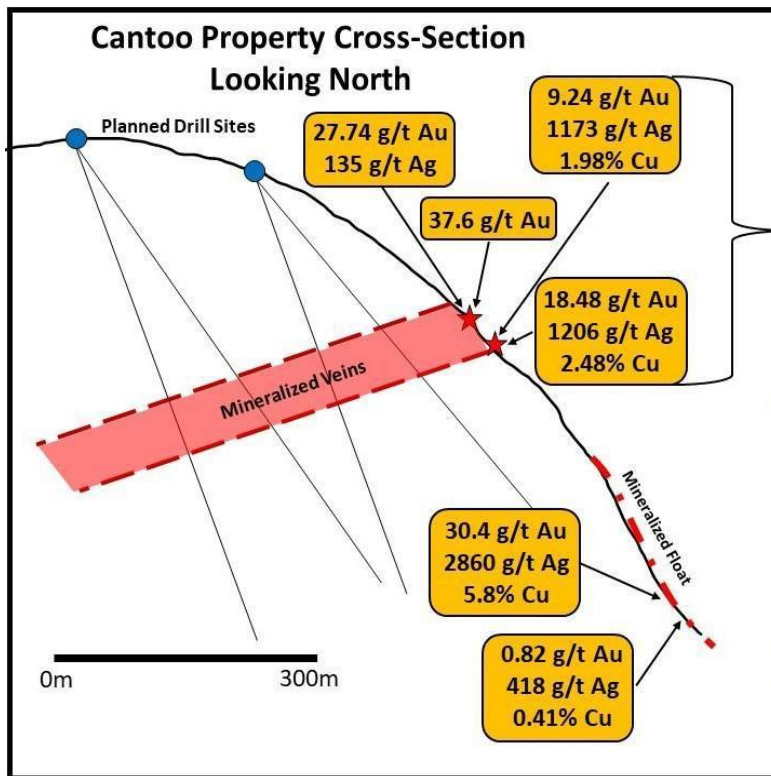 Cantoo Property Cross-Section
Looking North
Planned Drill Sites
27.74 g/t Au
135 g/t Ag
9.24 g/t Au
1173 g/t Ag
1.98% Cu
37.6 g/t Au
18.48 g/t Au
1206 g/t Ag
2.48% Cu
Mineralized Veins
Mineralized Float
30.4 g/t Au
2860 g/t Ag
5.8% Cu
0.82 g/t Au
418 g/t Ag
0.41% Cu
0m
300m